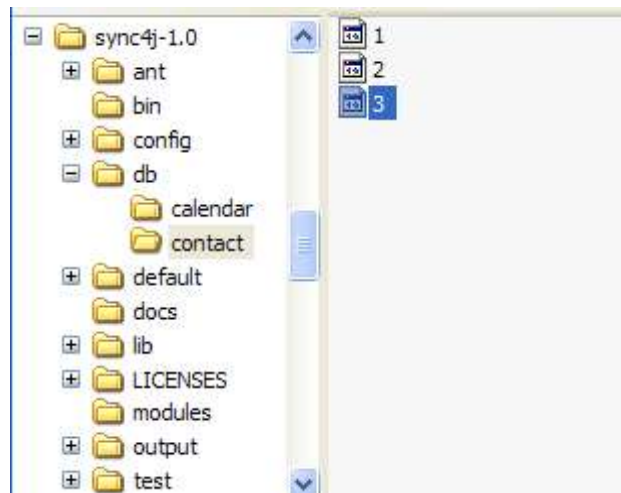 sync4j-1.0
ant
bin
config
db
calendar
contact
default
docs
lib
LICENSES
modules
output
test
1
2
3